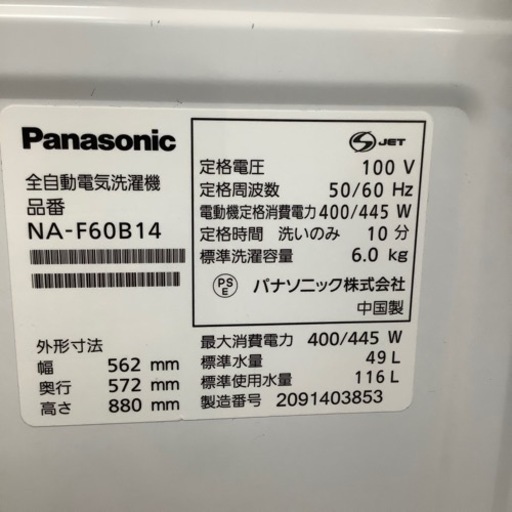 Panasonic
全自動電気洗濯機
品番
NA-F60B14
外形寸法
幅 562 mm
奥行 572 mm
高さ 880 mm
S JET
定格電圧 100 V
定格周波数 50/60 Hz
電動機定格消費電力 400/445 W
定格時間 洗いのみ 10 分
標準洗濯容量 6.0 kg
PS E パナソニック株式会社
中国製
最大消費電力 400/445 W
標準水量 49 L
標準使用水量 116 L
製造番号 2091403853